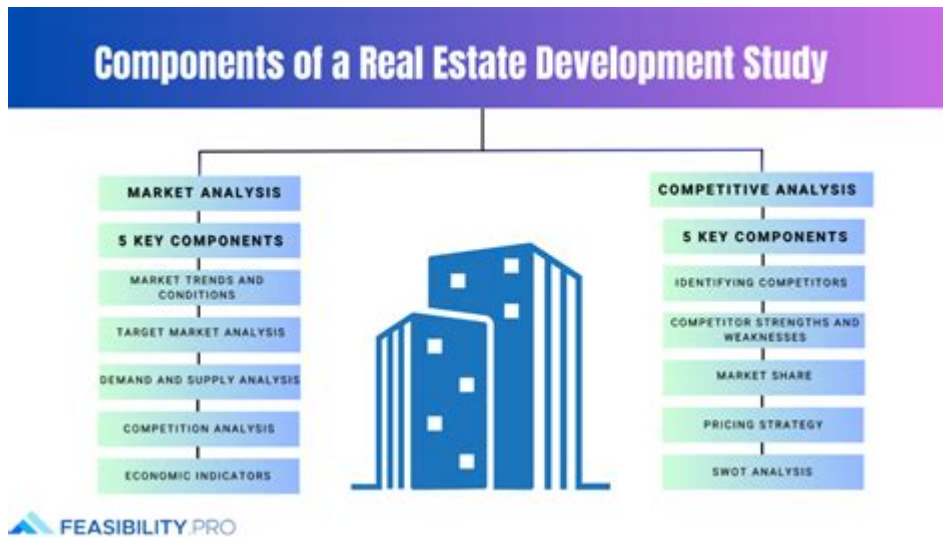 Components of a Real Estate Development Study
MARKET ANALYSIS
5 KEY COMPONENTS
MARKET TRENDS AND
CONDITIONS
TARGET MARKET ANALYSIS
DEMAND AND SUPPLY ANALYSIS
COMPETITION ANALYSIS
ECONOMIC INDICATORS
COMPETITIVE ANALYSIS
5 KEY COMPONENTS
IDENTIFYING COMPETITORS
COMPETITOR STRENGTHS AND
WEAKNESSES
MARKET SHARE
PRICING STRATEGY
SWOT ANALYSIS
FEASIBILITY.PRO